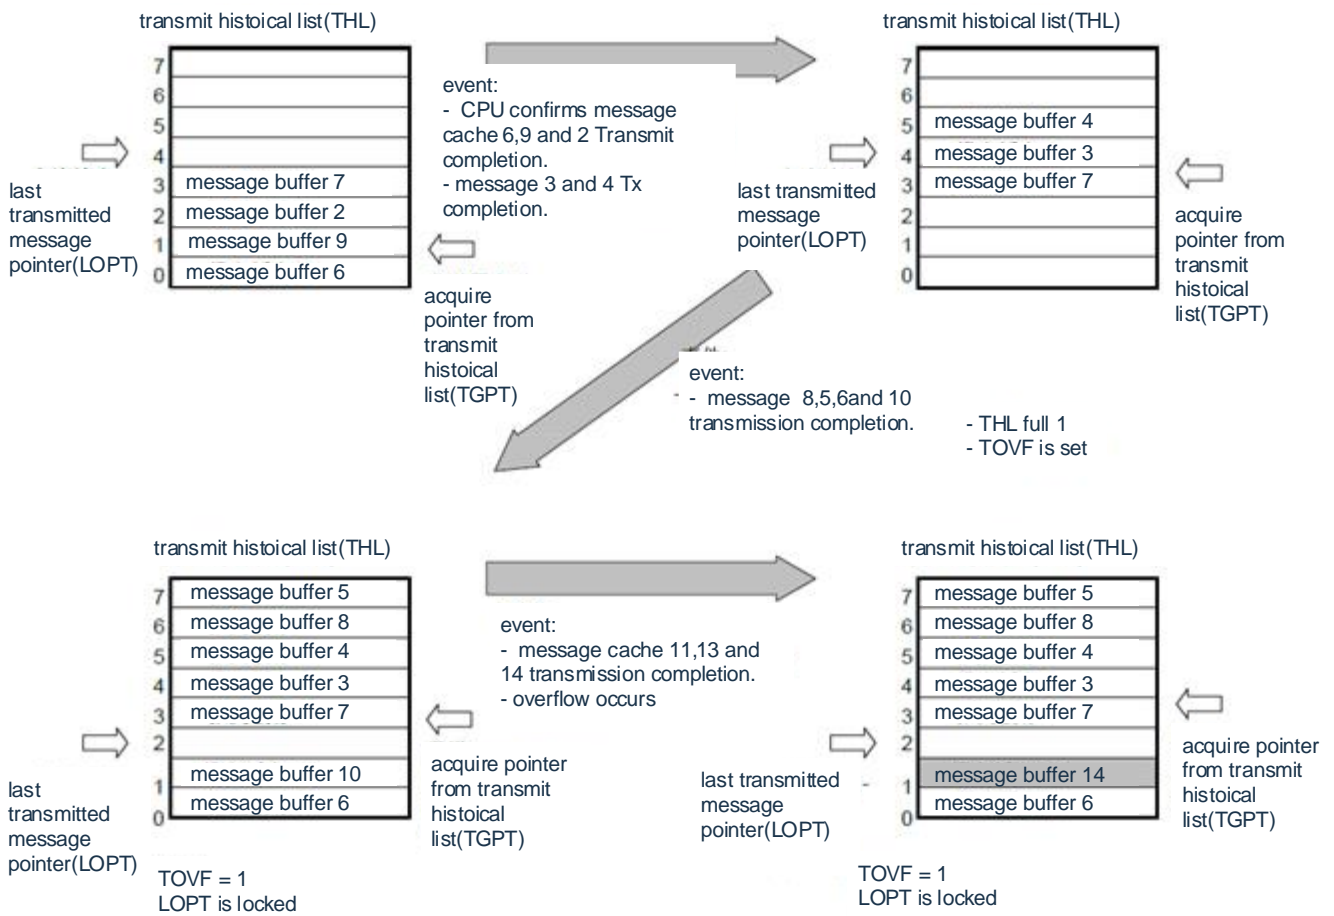 transmit histoical list(THL)
7
6
5
4
3
2
1
0
message buffer 7
message buffer 2
message buffer 9
message buffer 6
last
transmitted
message
pointer(LOPT)
acquire
pointer from
transmit
histoical
list(TGPT)
event:
- CPU confirms message
cache 6,9 and 2 Transmit
completion.
- message 3 and 4 Tx
completion.
transmit histoical list(THL)
7
6
5
4
3
2
1
0
message buffer 4
message buffer 3
message buffer 7
last transmitted
message
pointer(LOPT)
acquire
pointer from
transmit
histoical
list(TGPT)
event:
- message 8,5,6and 10
transmission completion.
- THL full 1
- TOVF is set
transmit histoical list(THL)
7
6
5
4
3
2
1
0
message buffer 5
message buffer 8
message buffer 4
message buffer 3
message buffer 7
message buffer 10
message buffer 6
last
transmitted
message
pointer(LOPT)
acquire pointer
from transmit
histoical
list(TGPT)
TOVF = 1
LOPT is locked
event:
- message cache 11,13 and
14 transmission completion.
- overflow occurs
transmit histoical list(THL)
7
6
5
4
3
2
1
0
message buffer 5
message buffer 8
message buffer 4
message buffer 3
message buffer 7
message buffer 14
message buffer 6
last transmitted
message
pointer(LOPT)
acquire pointer
from transmit
histoical
list(TGPT)
TOVF = 1
LOPT is locked